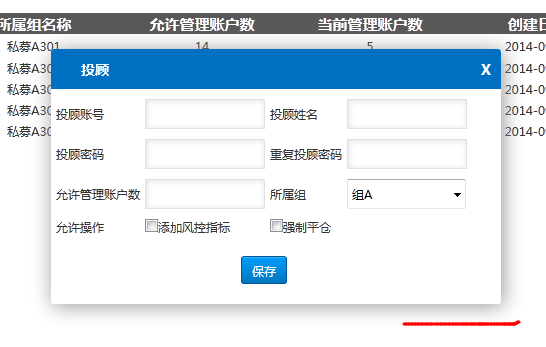 所属组名称 允许管理账户数 当前管理账户数 创建日
私募A301 14 5 2014-0
私募A30 2014-0
私募A30 2014-0
私募A30 2014-0
私募A30 2014-0
投顾 X
投顾账号 投顾姓名
投顾密码 重复投顾密码
允许管理账户数 所属组 组A
允许操作 添加风控指标 强制平仓
保存